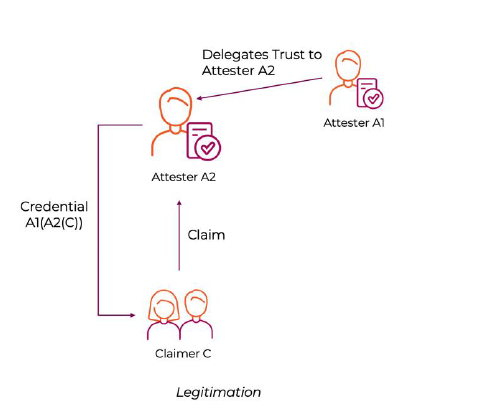 Delegates Trust to
Attester A2
Attester A1
Attester A2
Credential
A1(A2(C))
Claim
Claimer C
Legitimation